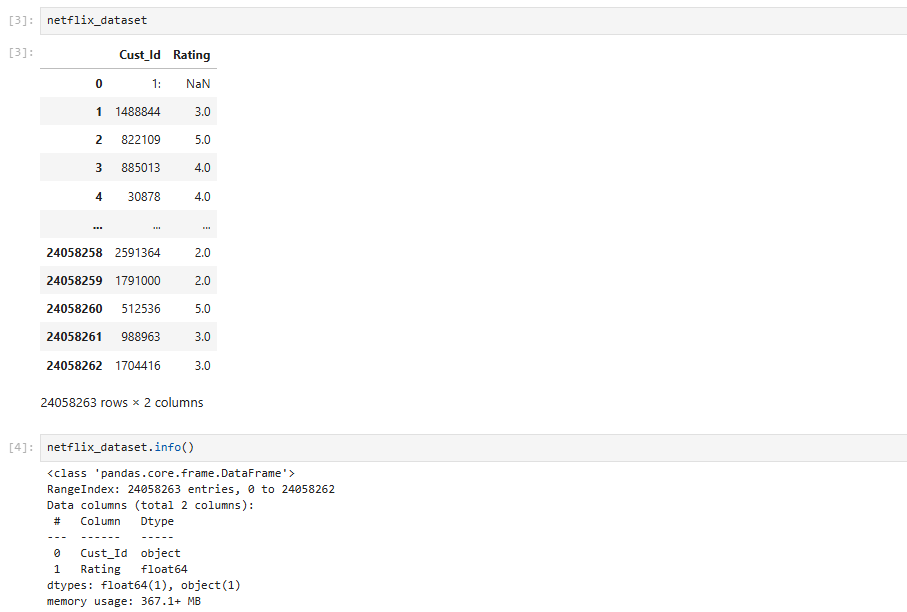 [3]: netflix_dataset
[3]: Cust_Id Rating
0 1: NaN
1 1488844 3.0
2 822109 5.0
3 885013 4.0
4 30878 4.0
... ... ...
24058258 2591364 2.0
24058259 1791000 2.0
24058260 512536 5.0
24058261 988963 3.0
24058262 1704416 3.0
24058263 rows × 2 columns
[4]: netflix_dataset.info()
<class 'pandas.core.frame.DataFrame'>
RangeIndex: 24058263 entries, 0 to 24058262
Data columns (total 2 columns):
 #   Column   Dtype
---  ------   -----
 0   Cust_Id  object
 1   Rating   float64
dtypes: float64(1), object(1)
memory usage: 367.1+ MB